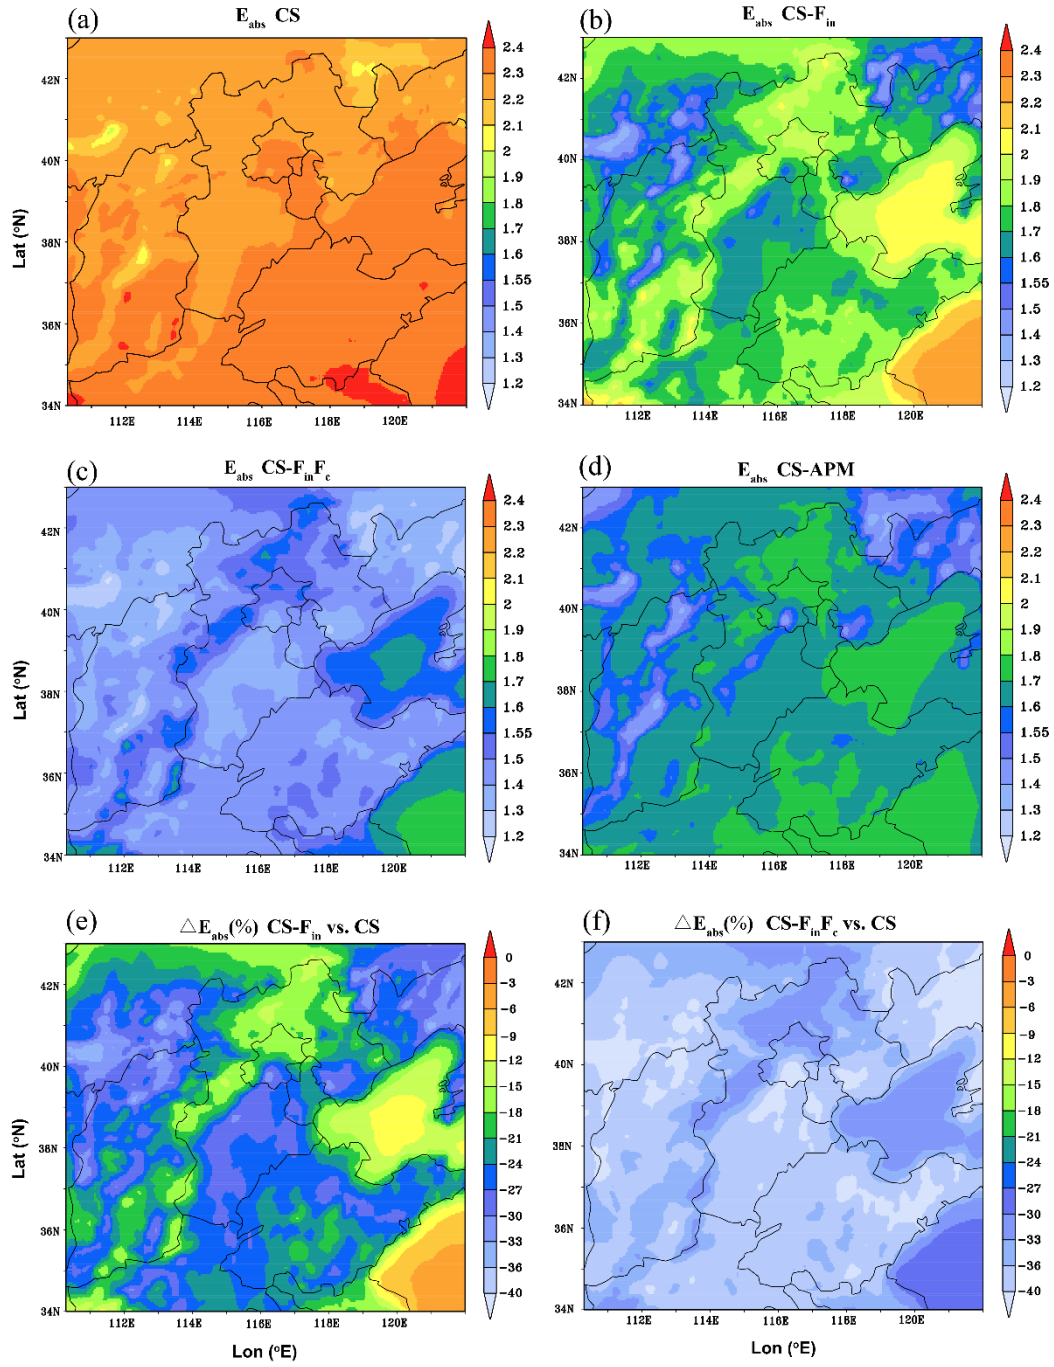 (a) E_abs CS
2.4
2.3
2.2
2.1
2
1.9
1.8
1.7
1.6
1.55
1.5
1.4
1.3
1.2
42N
40N
38N
36N
34N
Lat (°N)
112E 114E 116E 118E 120E
(b) E_abs CS-F_in
2.4
2.3
2.2
2.1
2
1.9
1.8
1.7
1.6
1.55
1.5
1.4
1.3
1.2
42N
40N
38N
36N
34N
112E 114E 116E 118E 120E
(c) E_abs CS-F_inF_c
2.4
2.3
2.2
2.1
2
1.9
1.8
1.7
1.6
1.55
1.5
1.4
1.3
1.2
42N
40N
38N
36N
34N
Lat (°N)
112E 114E 116E 118E 120E
(d) E_abs CS-APM
2.4
2.3
2.2
2.1
2
1.9
1.8
1.7
1.6
1.55
1.5
1.4
1.3
1.2
42N
40N
38N
36N
34N
112E 114E 116E 118E 120E
(e) △E_abs(%) CS-F_in vs. CS
0
−3
−6
−9
−12
−15
−18
−21
−24
−27
−30
−33
−36
−40
42N
40N
38N
36N
34N
Lat (°N)
112E 114E 116E 118E 120E
Lon (°E)
(f) △E_abs(%) CS-F_inF_c vs. CS
0
−3
−6
−9
−12
−15
−18
−21
−24
−27
−30
−33
−36
−40
42N
40N
38N
36N
34N
112E 114E 116E 118E 120E
Lon (°E)